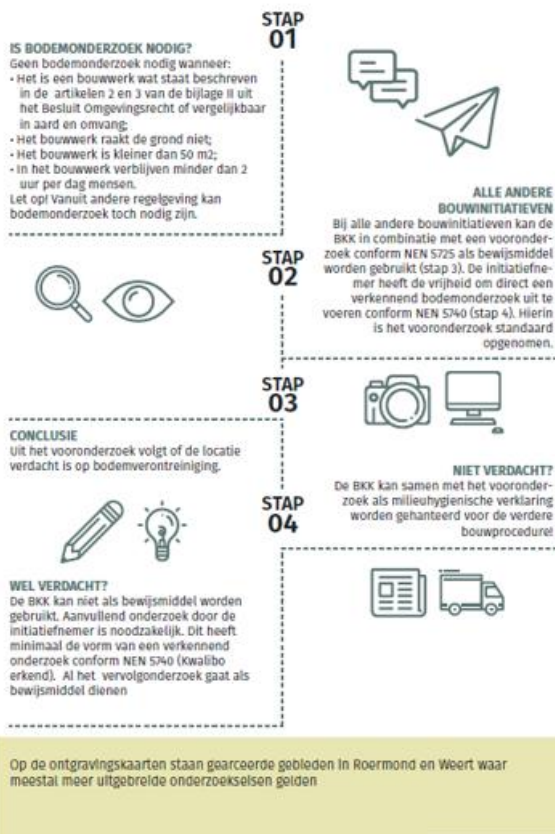 STAP
01
IS BODEMONDERZOEK NODIG?
Geen bodemonderzoek nodig wanneer:
• Het is een bouwwerk wat staat beschreven
in de artikelen 2 en 3 van de bijlage II uit
het Besluit Omgevingsrecht of vergelijkbaar
in aard en omvang;
• Het bouwwerk raakt de grond niet;
• Het bouwwerk is kleiner dan 50 m2;
• In het bouwwerk verblijven minder dan 2
uur per dag mensen.
Let op! Vanuit andere regelgeving kan
bodemonderzoek toch nodig zijn.
ALLE ANDERE
BOUWINITIATIEVEN
Bij alle andere bouwinitiatieven kan de
BKK in combinatie met een vooronder-
zoek conform NEN 5725 als bewijsmiddel
worden gebruikt (stap 3). De initiatiefne-
mer heeft de vrijheid om direct een
verkennend bodemonderzoek uit te
voeren conform NEN 5740 (stap 4). Hierin
is het vooronderzoek standaard
opgenomen.
STAP
02
STAP
03
CONCLUSIE
Uit het vooronderzoek volgt of de locatie
verdacht is op bodemverontreiniging.
NIET VERDACHT?
De BKK kan samen met het vooronder-
zoek als milieuhygienische verklaring
worden gehanteerd voor de verdere
bouwprocedure!
STAP
04
WEL VERDACHT?
De BKK kan niet als bewijsmiddel worden
gebruikt. Aanvullend onderzoek door de
initiatiefnemer is noodzakelijk. Dit heeft
minimaal de vorm van een verkennend
onderzoek conform NEN 5740 (Kwalibo
erkend). Al het vervolgonderzoek gaat als
bewijsmiddel dienen
Op de ontgravingskaarten staan gearceerde gebieden in Roermond en Weert waar
meestal meer uitgebreide onderzoekseisen gelden